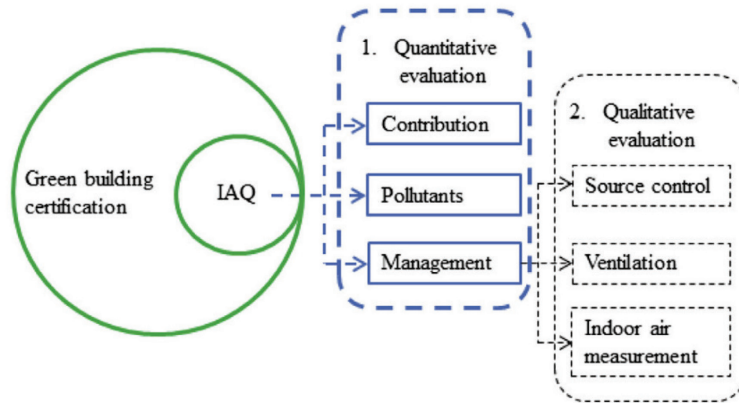 Green building
certification
IAQ
1. Quantitative
evaluation
Contribution
Pollutants
Management
2. Qualitative
evaluation
Source control
Ventilation
Indoor air
measurement